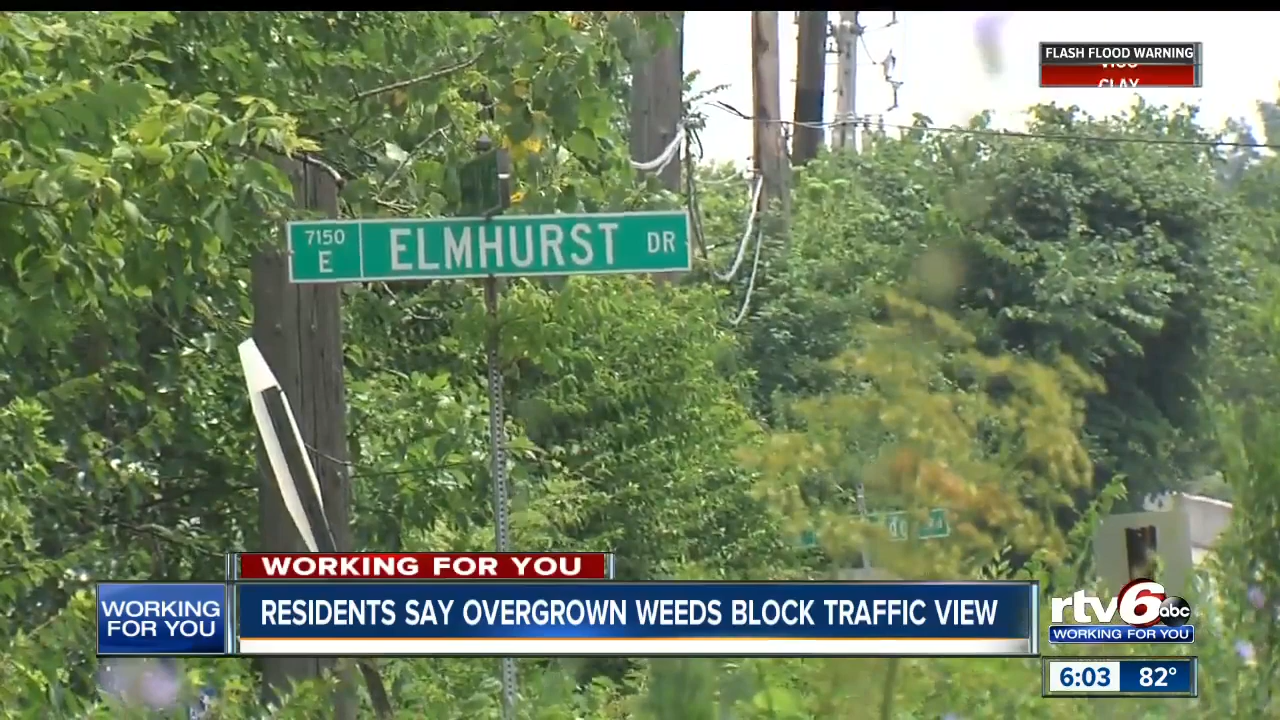 FLASH FLOOD WARNING
CLAY
7150 E ELMHURST DR
WORKING FOR YOU
WORKING FOR YOU
RESIDENTS SAY OVERGROWN WEEDS BLOCK TRAFFIC VIEW
rtv6 abc
WORKING FOR YOU
6:03 82°